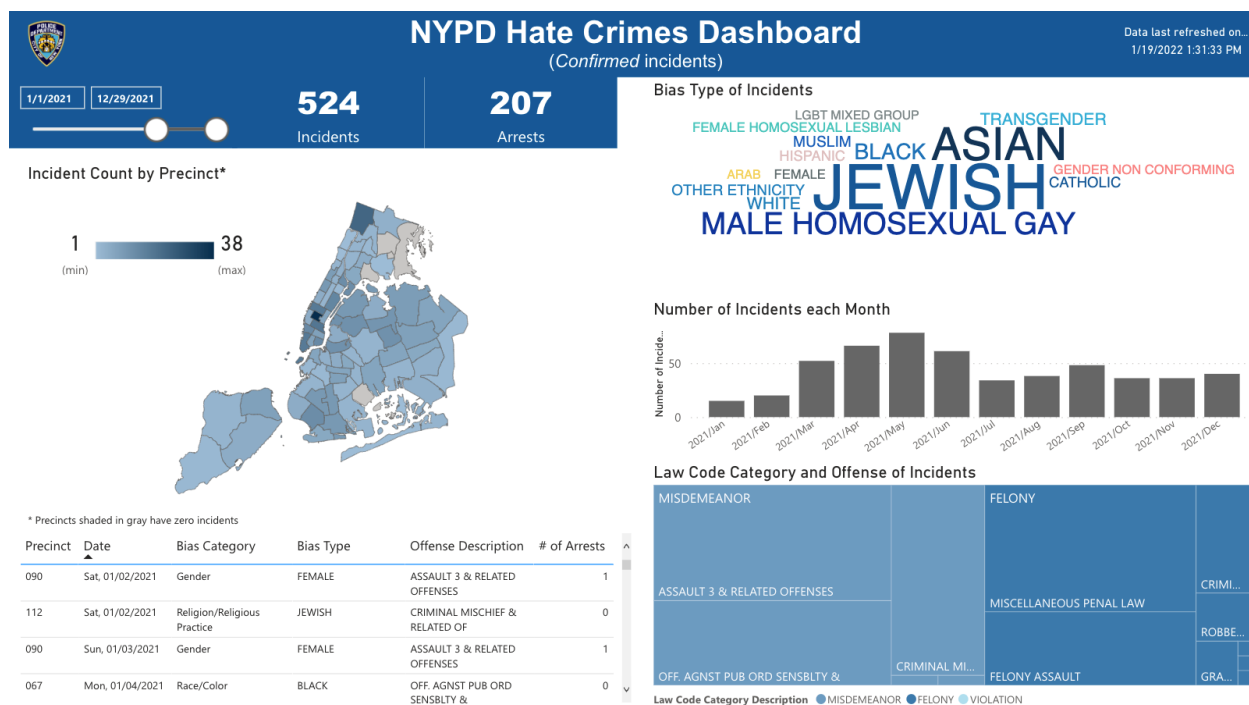 NYPD Hate Crimes Dashboard
(Confirmed incidents)
Data last refreshed on...
1/19/2022 1:31:33 PM
1/1/2021
12/29/2021
524
Incidents
207
Arrests
Incident Count by Precinct*
1
(min)
38
(max)
* Precincts shaded in gray have zero incidents
Precinct Date Bias Category Bias Type Offense Description # of Arrests
090 Sat, 01/02/2021 Gender FEMALE ASSAULT 3 & RELATED 1
OFFENSES
112 Sat, 01/02/2021 Religion/Religious JEWISH CRIMINAL MISCHIEF & 0
Practice RELATED OF
090 Sun, 01/03/2021 Gender FEMALE ASSAULT 3 & RELATED 1
OFFENSES
067 Mon, 01/04/2021 Race/Color BLACK OFF. AGNST PUB ORD 0
SENSBLTY &
Bias Type of Incidents
LGBT MIXED GROUP
TRANSGENDER
FEMALE HOMOSEXUAL LESBIAN
MUSLIM
ASIAN
HISPANIC
BLACK
GENDER NON CONFORMING
ARAB
FEMALE
JEWISH
CATHOLIC
OTHER ETHNICITY
WHITE
MALE HOMOSEXUAL GAY
Number of Incidents each Month
Number of Incide...
50
0
2021/Jan
2021/Feb
2021/Mar
2021/Apr
2021/May
2021/Jun
2021/Jul
2021/Aug
2021/Sep
2021/Oct
2021/Nov
2021/Dec
Law Code Category and Offense of Incidents
MISDEMEANOR
ASSAULT 3 & RELATED OFFENSES
OFF. AGNST PUB ORD SENSBLTY &
CRIMINAL MI...
FELONY
MISCELLANEOUS PENAL LAW
FELONY ASSAULT
CRIMI...
ROBBE...
GRA...
Law Code Category Description MISDEMEANOR FELONY VIOLATION